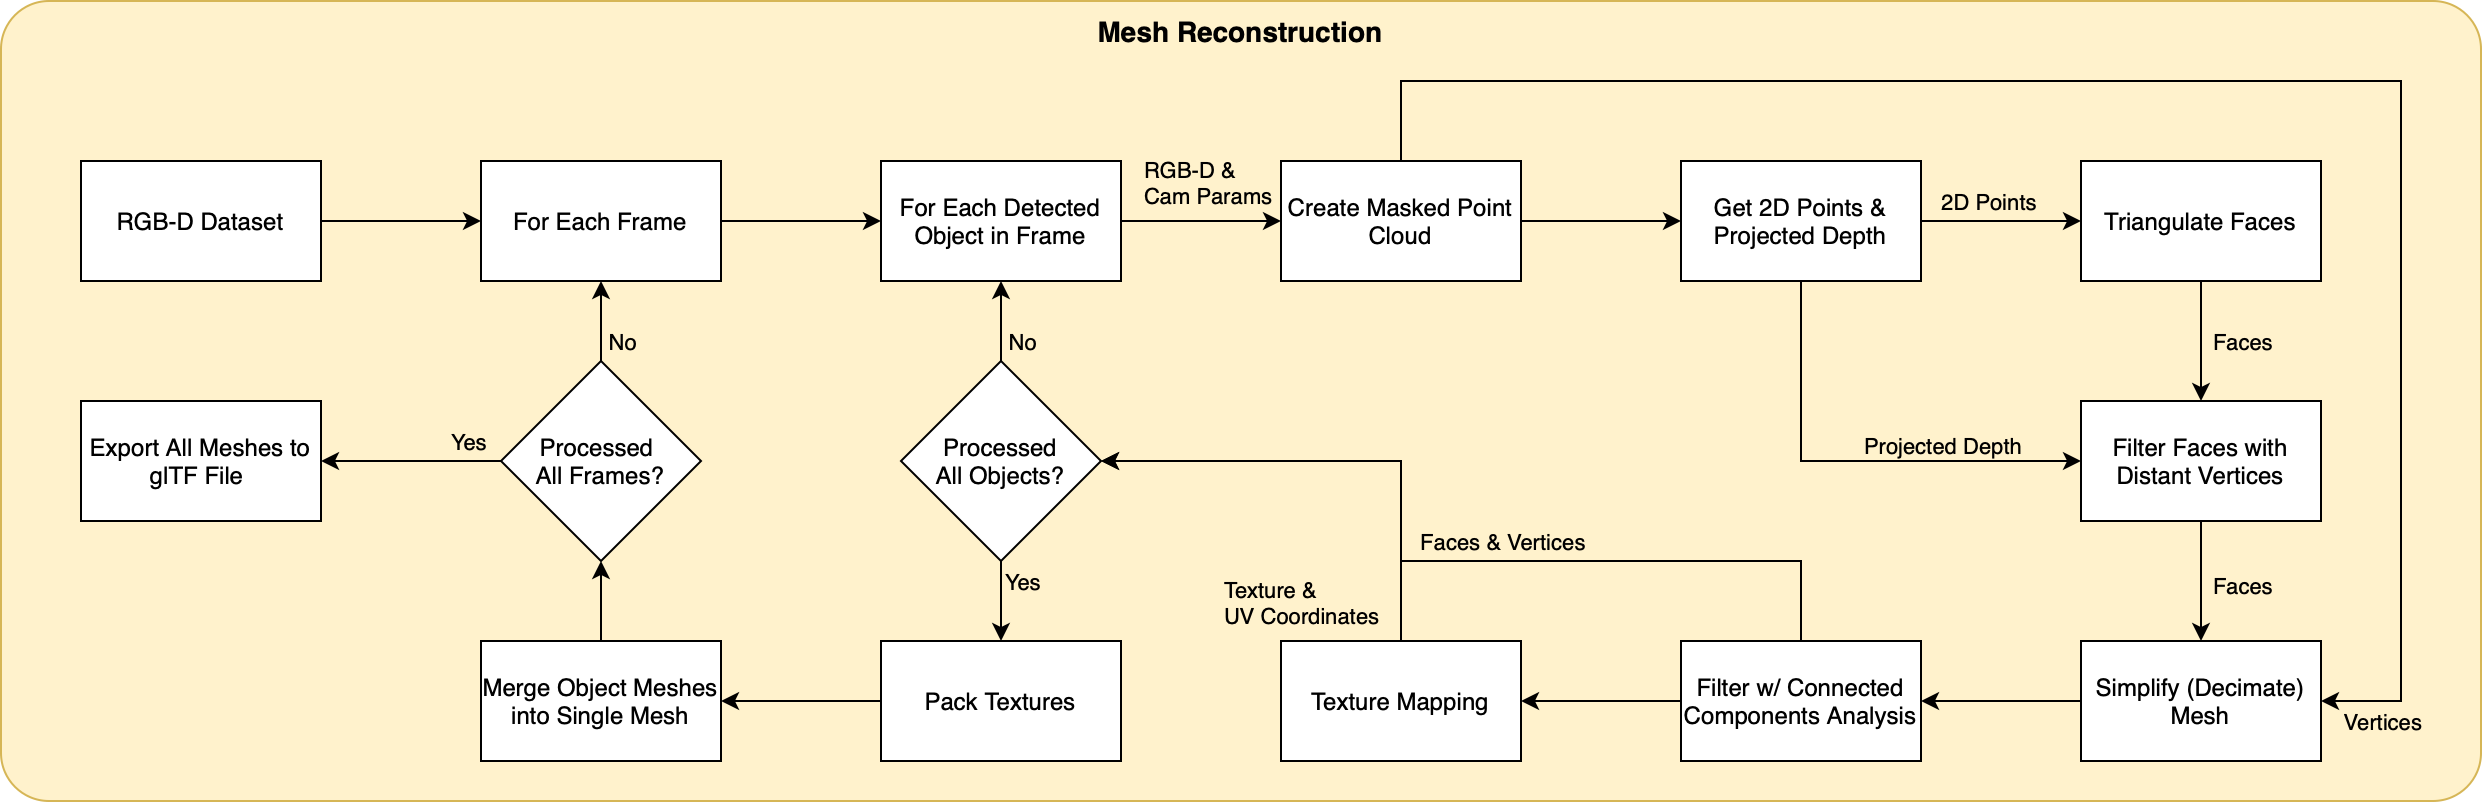 Mesh Reconstruction
RGB-D Dataset
For Each Frame
For Each Detected
Object in Frame
RGB-D &
Cam Params
Create Masked Point
Cloud
Get 2D Points &
Projected Depth
2D Points
Triangulate Faces
No
No
Faces
Export All Meshes to
glTF File
Yes
Processed
All Frames?
Processed
All Objects?
Projected Depth
Filter Faces with
Distant Vertices
Faces & Vertices
Yes
Texture &
UV Coordinates
Faces
Merge Object Meshes
into Single Mesh
Pack Textures
Texture Mapping
Filter w/ Connected
Components Analysis
Simplify (Decimate)
Mesh
Vertices